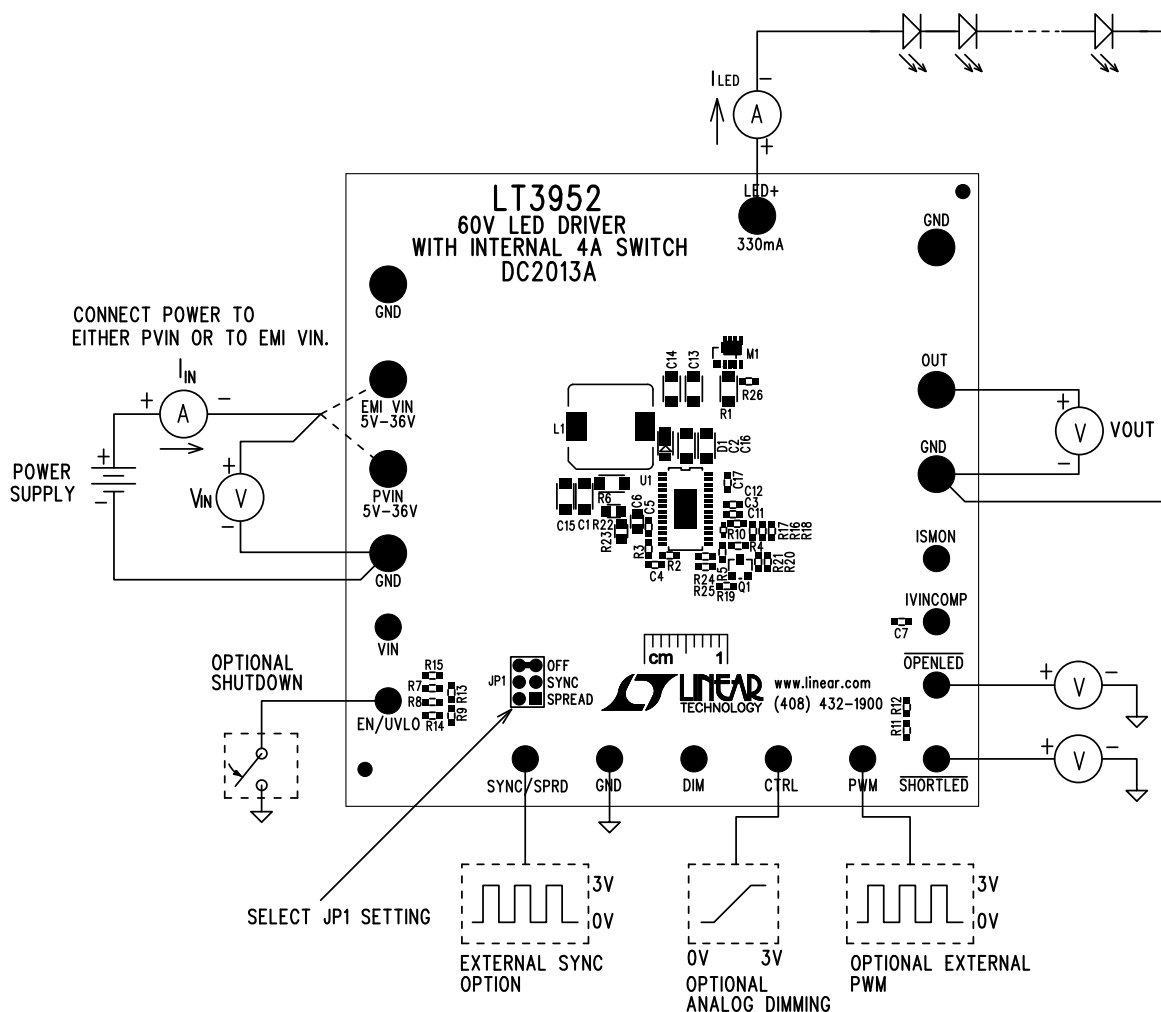 I LED
−
A
+
LT3952
60V LED DRIVER
WITH INTERNAL 4A SWITCH
DC2013A
LED+
330mA
GND
GND
CONNECT POWER TO
EITHER PVIN OR TO EMI VIN.
IIN
+
A
−
EMI VIN
5V-36V
POWER
SUPPLY
+
−
VIN
+
V
−
PVIN
5V-36V
GND
VIN
C14
C13
M1
R26
R1
L1
D1
C2
C16
U1
C17
R6
C15
C1
R22
R23
C6
C5
R3
C4
R2
C12
C3
C11
R10
R17
R16
R18
R4
R5
R21
R20
R24
R25
Q1
R19
OUT
+
V
VOUT
−
GND
ISMON
IVINCOMP
C7
OPENLED
+
V
R12
R11
SHORTLED
+
V
cm 1
LINEAR
TECHNOLOGY
www.linear.com
(408) 432-1900
OPTIONAL
SHUTDOWN
EN/UVLO
R15
R7
R8
R14
R13
R9
JP1
OFF
SYNC
SPREAD
SYNC/SPRD
GND
DIM
CTRL
PWM
SELECT JP1 SETTING
3V
0V
EXTERNAL SYNC
OPTION
0V 3V
OPTIONAL
ANALOG DIMMING
3V
0V
OPTIONAL EXTERNAL
PWM